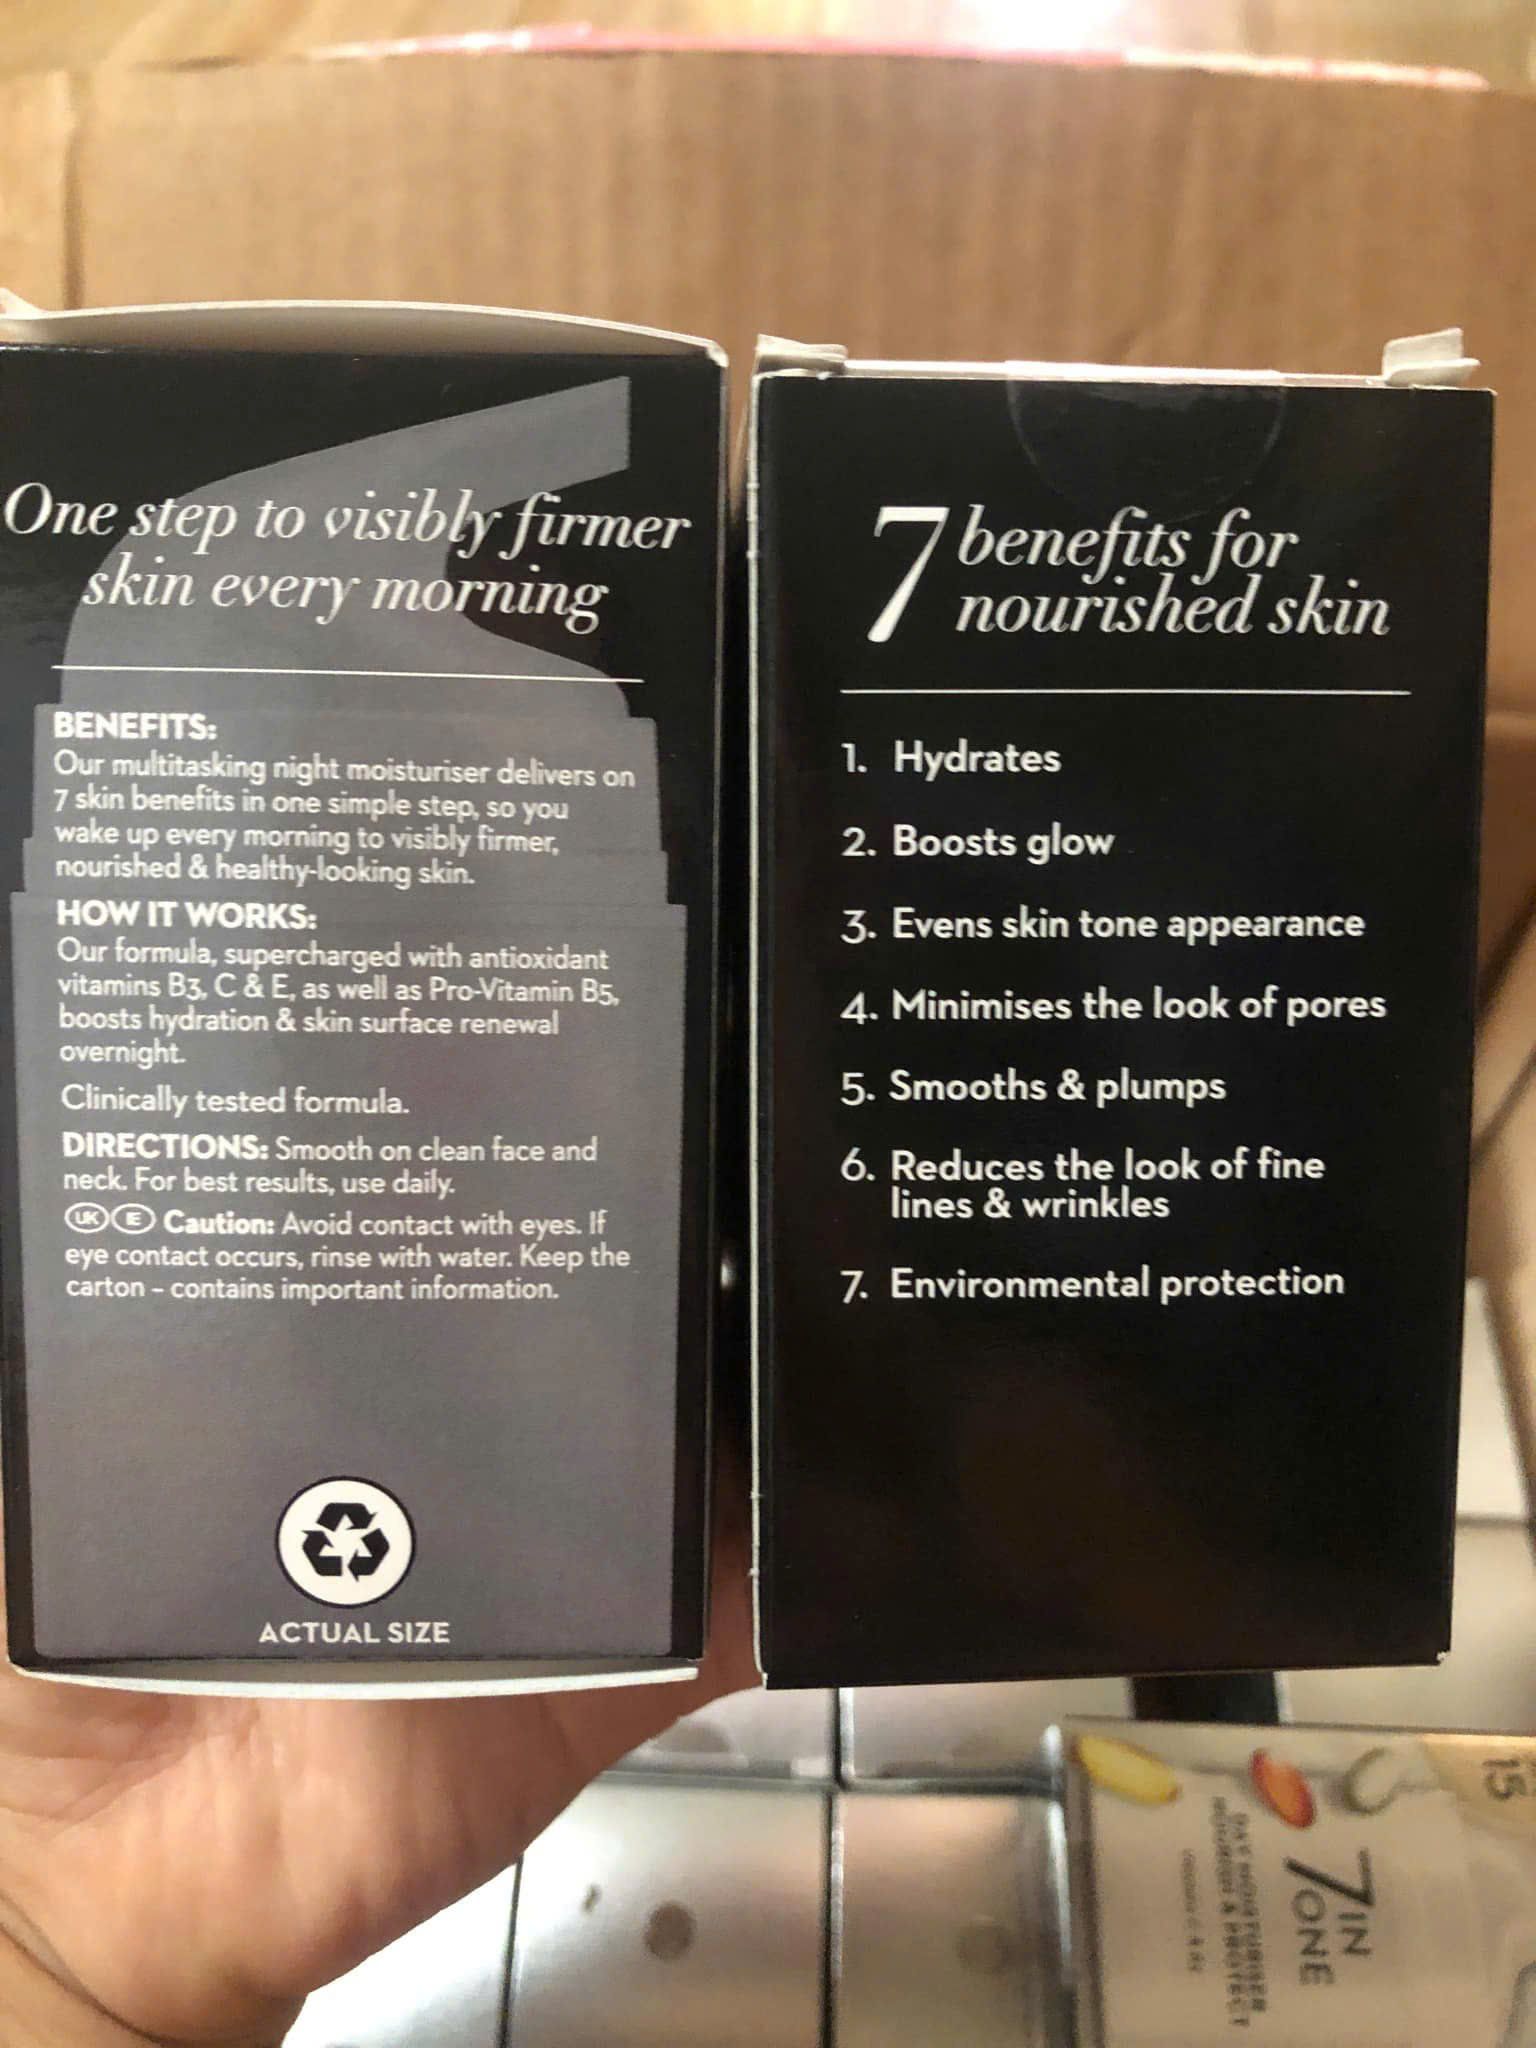 One step to visibly firmer
skin every morning
BENEFITS:
Our multitasking night moisturiser delivers on
7 skin benefits in one simple step, so you
wake up every morning to visibly firmer,
nourished & healthy-looking skin.
HOW IT WORKS:
Our formula, supercharged with antioxidant
vitamins B3, C & E, as well as Pro-Vitamin B5,
boosts hydration & skin surface renewal
overnight.
Clinically tested formula.
DIRECTIONS: Smooth on clean face and
neck. For best results, use daily.
UK IE Caution: Avoid contact with eyes. If
eye contact occurs, rinse with water. Keep the
carton – contains important information.
ACTUAL SIZE
7 benefits for
nourished skin
1. Hydrates
2. Boosts glow
3. Evens skin tone appearance
4. Minimises the look of pores
5. Smooths & plumps
6. Reduces the look of fine
lines & wrinkles
7. Environmental protection
15
7 IN
ONE
DAY MOISTURISER
& PROTECT